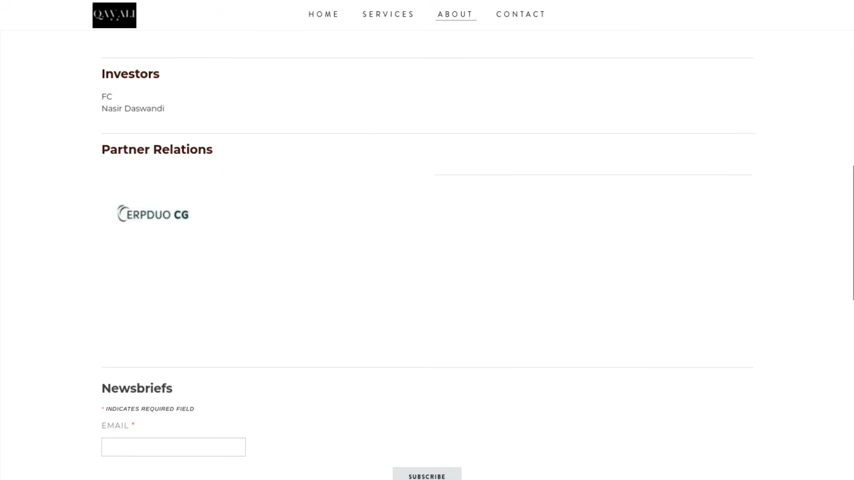 QAVALI
HOME SERVICES ABOUT CONTACT
Investors
FC
Nasir Daswandi
Partner Relations
ERPDUO CG
Newsbriefs
* INDICATES REQUIRED FIELD
EMAIL *
SUBSCRIBE